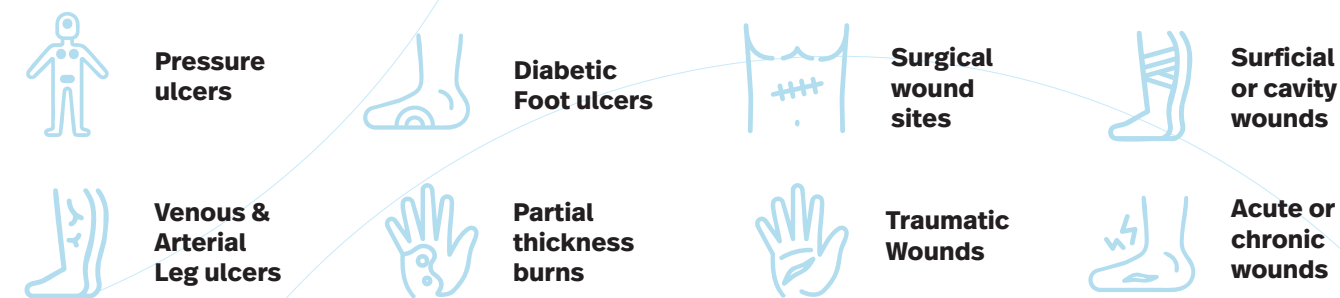 Pressure
ulcers
Diabetic
Foot ulcers
Surgical
wound
sites
Surficial
or cavity
wounds
Venous &
Arterial
Leg ulcers
Partial
thickness
burns
Traumatic
Wounds
Acute or
chronic
wounds